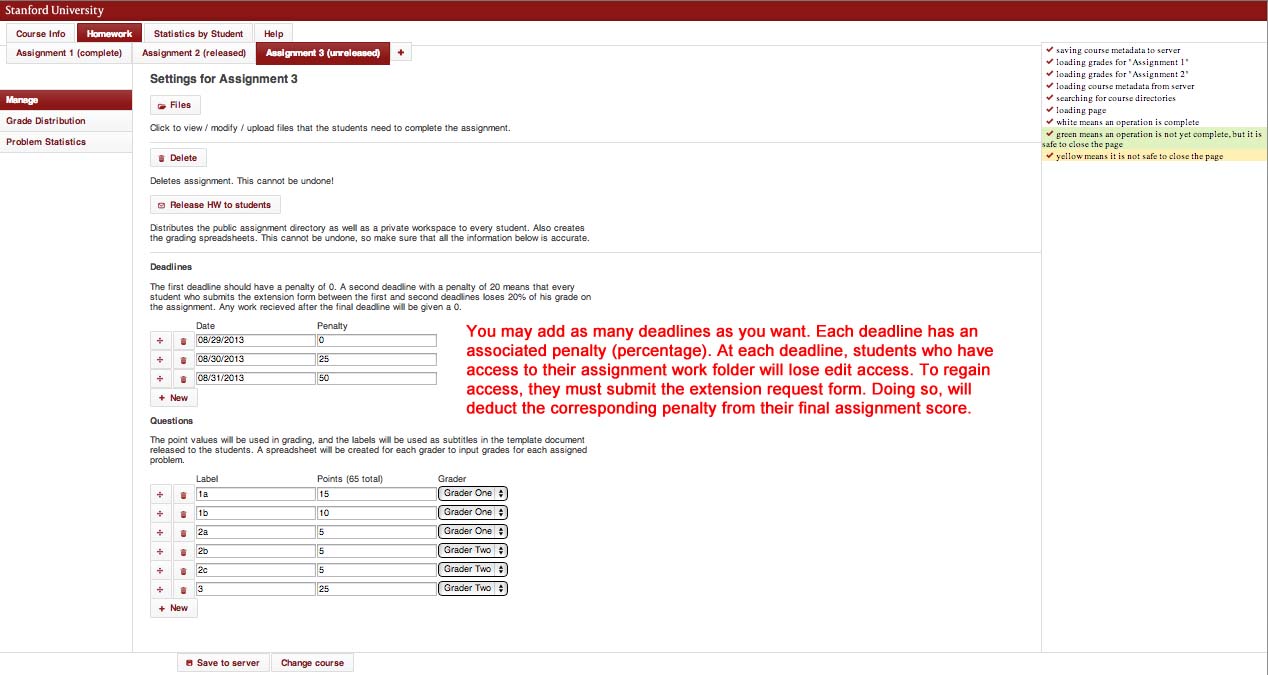 Stanford University
Course Info
Homework
Statistics by Student
Help
Assignment 1 (complete)
Assignment 2 (released)
Assignment 3 (unreleased)
+
Manage
Grade Distribution
Problem Statistics
Settings for Assignment 3
Files
Click to view / modify / upload files that the students need to complete the assignment.
Delete
Deletes assignment. This cannot be undone!
Release HW to students
Distributes the public assignment directory as well as a private workspace to every student. Also creates
the grading spreadsheets. This cannot be undone, so make sure that all the information below is accurate.
Deadlines
The first deadline should have a penalty of 0. A second deadline with a penalty of 20 means that every
student who submits the extension form between the first and second deadlines loses 20% of his grade on
the assignment. Any work recieved after the final deadline will be given a 0.
Date Penalty
08/29/2013 0
08/30/2013 25
08/31/2013 50
+ New
You may add as many deadlines as you want. Each deadline has an
associated penalty (percentage). At each deadline, students who have
access to their assignment work folder will lose edit access. To regain
access, they must submit the extension request form. Doing so, will
deduct the corresponding penalty from their final assignment score.
Questions
The point values will be used in grading, and the labels will be used as subtitles in the template document
released to the students. A spreadsheet will be created for each grader to input grades for each assigned
problem.
Label Points (65 total) Grader
1a 15 Grader One
1b 10 Grader One
2a 5 Grader One
2b 5 Grader Two
2c 5 Grader Two
3 25 Grader Two
+ New
Save to server
Change course
saving course metadata to server
loading grades for "Assignment 1"
loading grades for "Assignment 2"
loading course metadata from server
searching for course directories
loading page
white means an operation is complete
green means an operation is not yet complete, but it is
safe to close the page
yellow means it is not safe to close the page